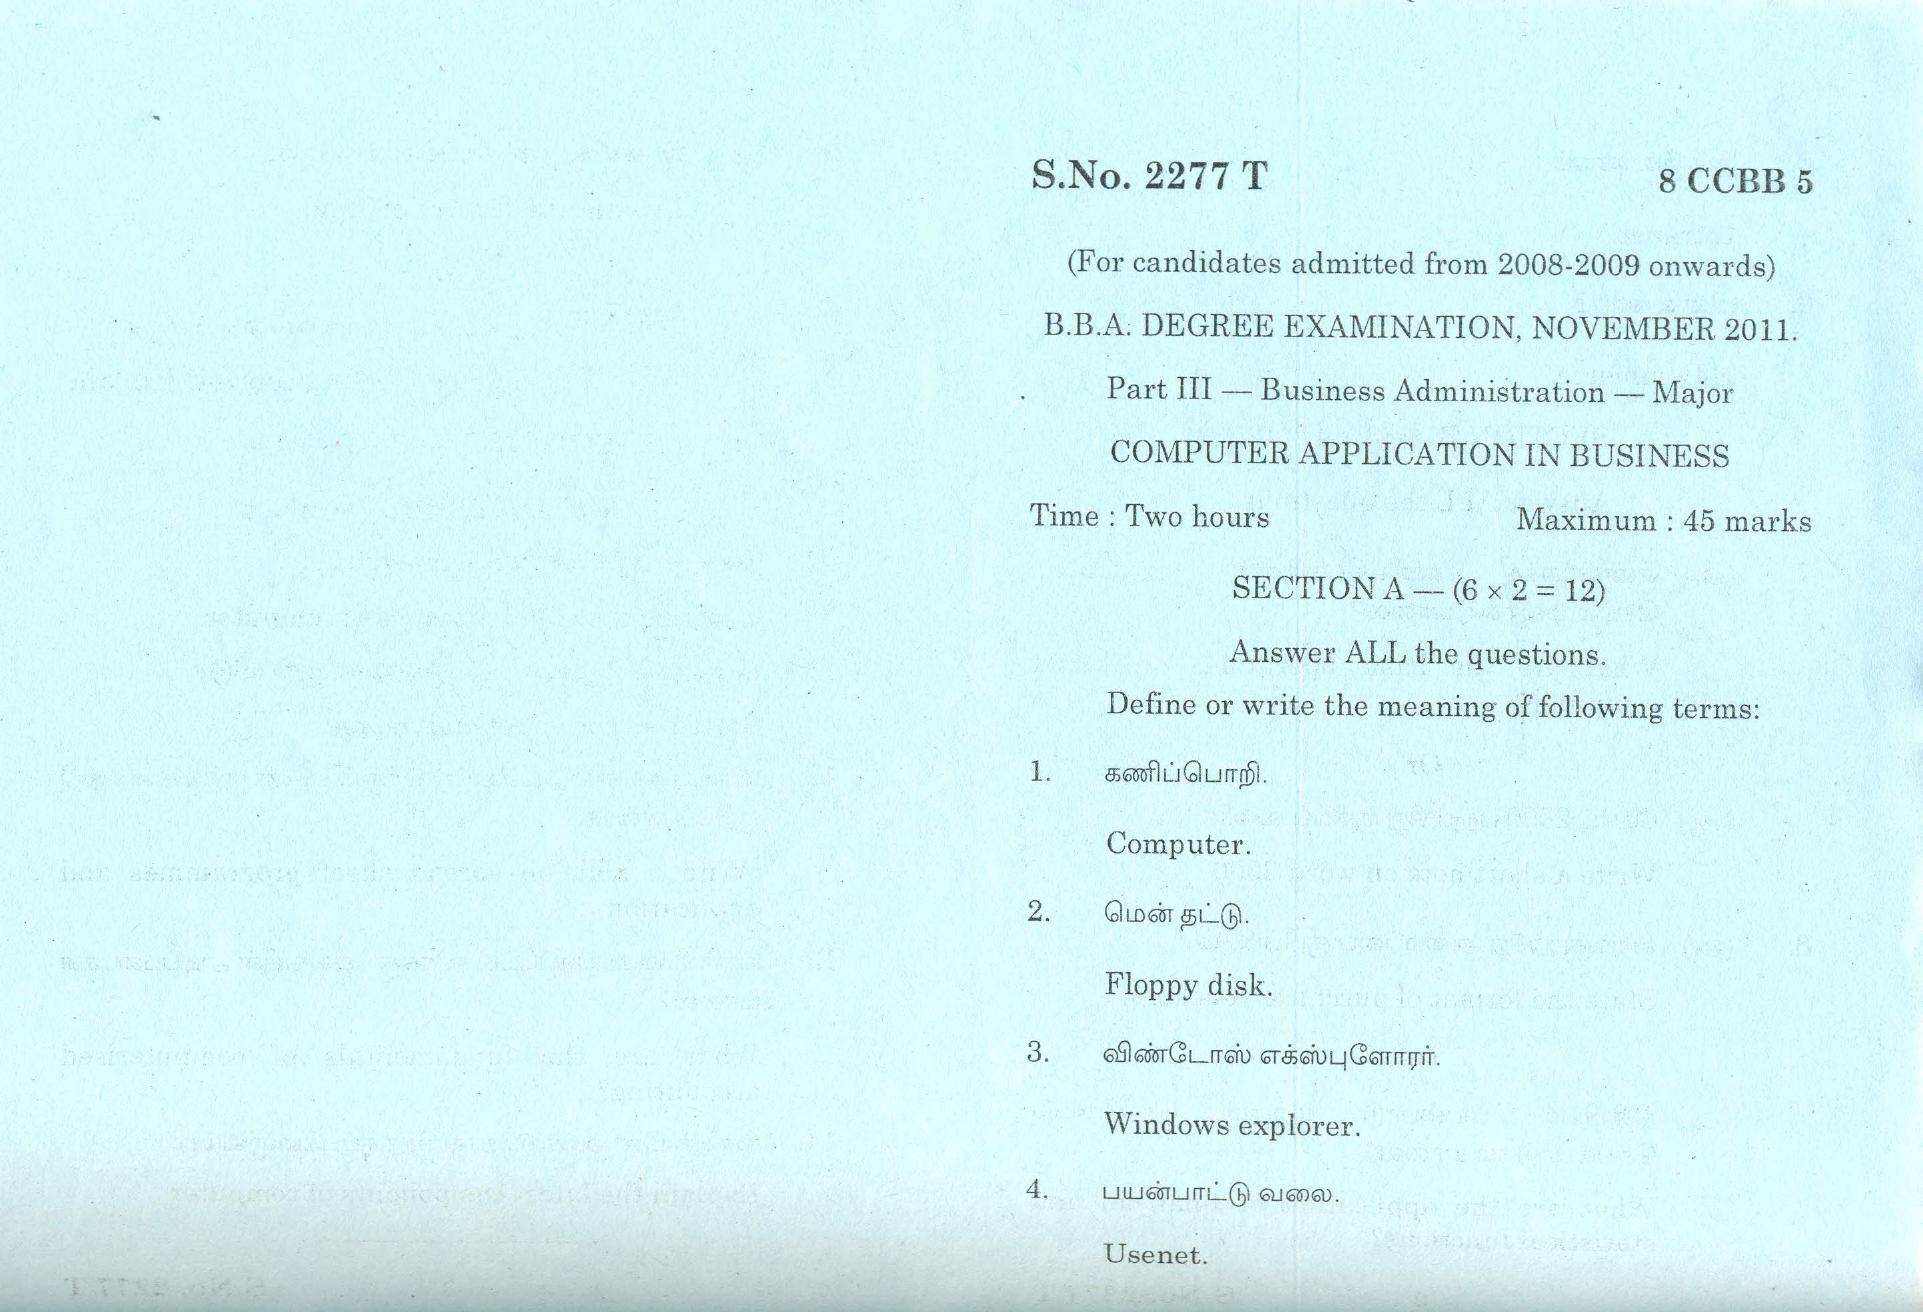 S.No. 2277 T 8 CCBB 5
(For candidates admitted from 2008-2009 onwards)
B.B.A. DEGREE EXAMINATION, NOVEMBER 2011.
Part III — Business Administration — Major
COMPUTER APPLICATION IN BUSINESS
Time : Two hours Maximum : 45 marks
SECTION A — (6 × 2 = 12)
Answer ALL the questions.
Define or write the meaning of following terms:
1. கணிப்பொறி.
Computer.
2. மென் தட்டு.
Floppy disk.
3. விண்டோஸ் எக்ஸ்புளோரர்.
Windows explorer.
4. பயன்பாட்டு வலை.
Usenet.